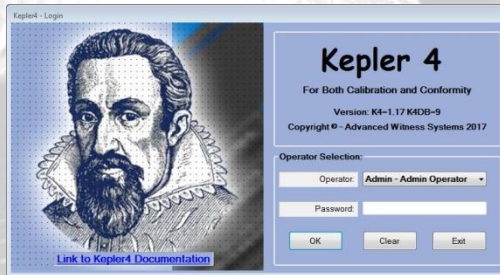 Kepler4 - Login
Kepler 4
For Both Calibration and Conformity
Version: K4-1.17 K4DB-9
Copyright © - Advanced Witness Systems 2017
Operator Selection:
Operator: Admin - Admin Operator
Password:
OK Clear Exit
Link to Kepler4 Documentation